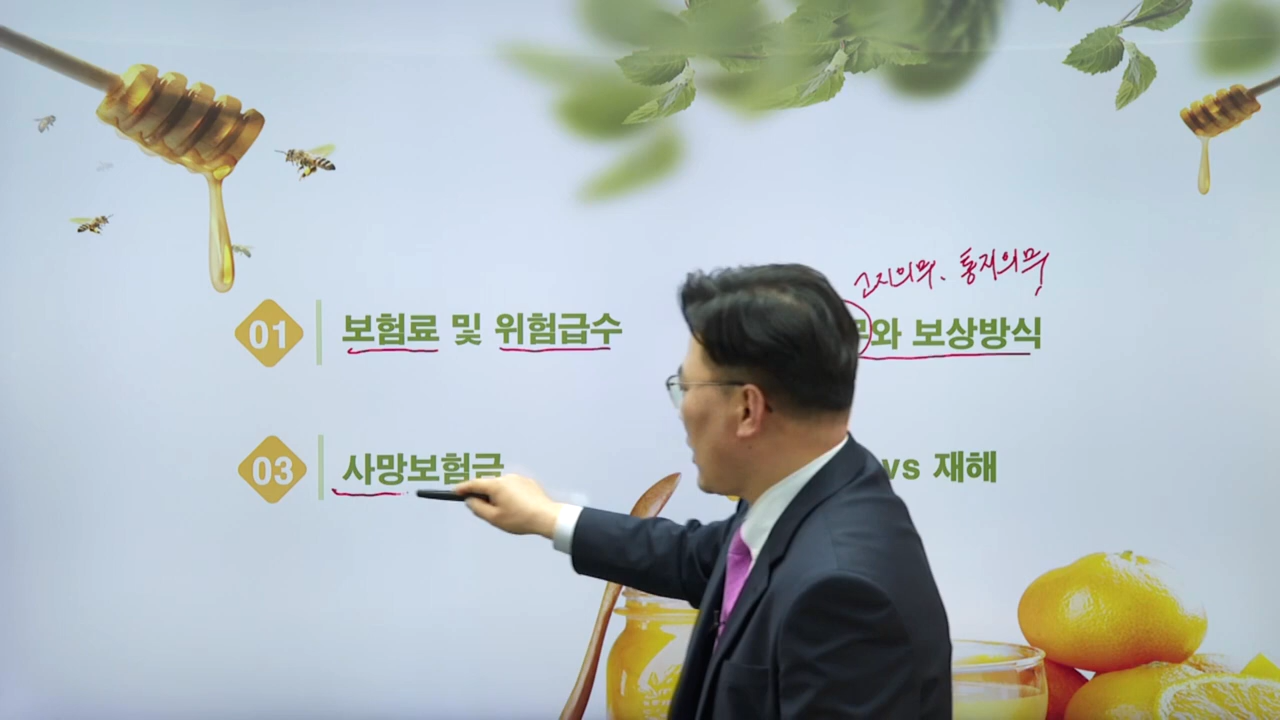 고지의무, 통지의무
01 보험료 및 위험급수
와 보상방식
03 사망보험금
vs 재해